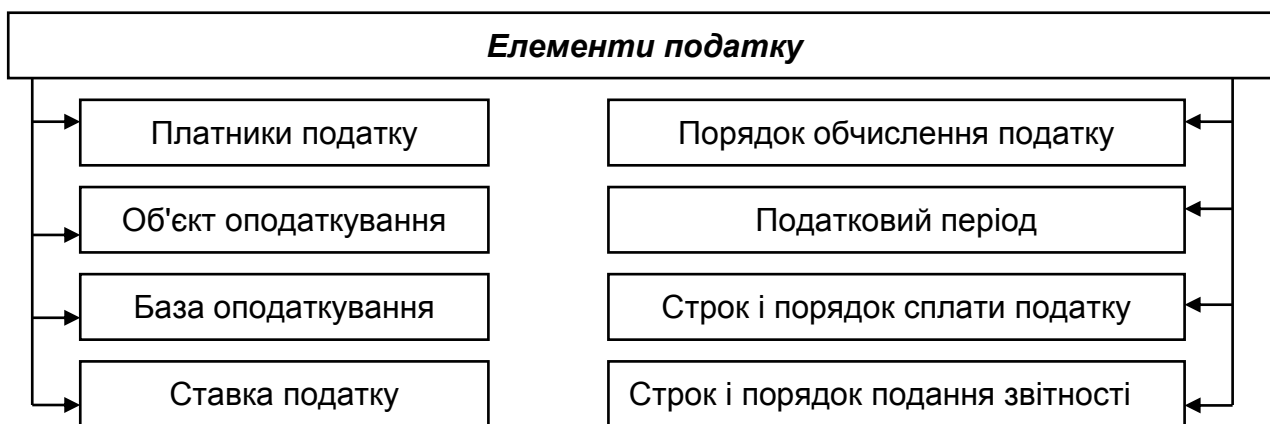 Елементи податку
Платники податку
Об'єкт оподаткування
База оподаткування
Ставка податку
Порядок обчислення податку
Податковий період
Строк і порядок сплати податку
Строк і порядок подання звітності